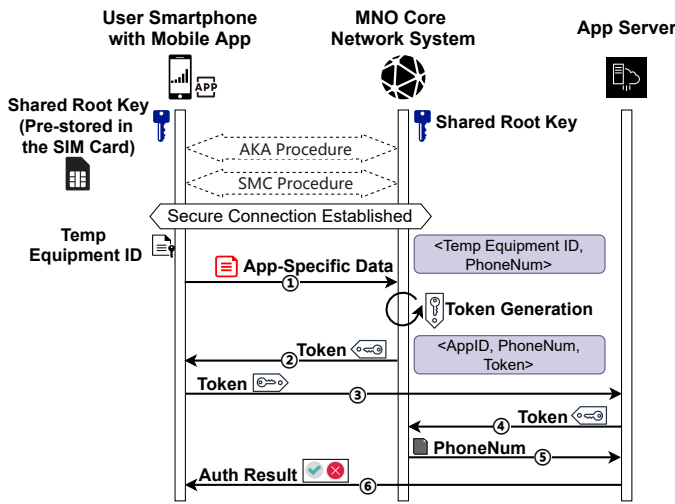 User Smartphone
with Mobile App
MNO Core
Network System
App Server
APP
Shared Root Key
(Pre-stored in
the SIM Card)
Shared Root Key
AKA Procedure
SMC Procedure
Secure Connection Established
Temp
Equipment ID
<Temp Equipment ID,
PhoneNum>
App-Specific Data
1
Token Generation
<AppID, PhoneNum,
Token>
Token
2
Token
3
Token
4
PhoneNum
5
Auth Result
6